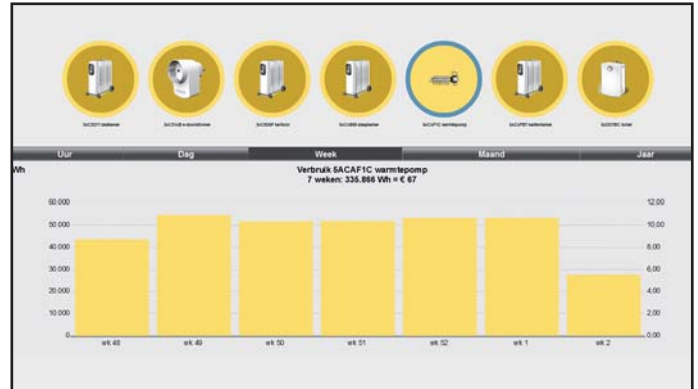 Uur Dag Week Maand Jaar
Wh
Verbruik 5ACAF1C warmtepomp
7 weken: 335.866 Wh = € 67
60.000 12,00
50.000 10,00
40.000 8,00
30.000 6,00
20.000 4,00
10.000 2,00
0 0,00
wk 48 wk 49 wk 50 wk 51 wk 52 wk 1 wk 2